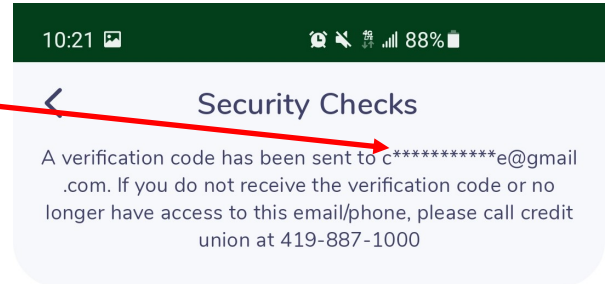 10:21 4G 88%
Security Checks
A verification code has been sent to c***********e@gmail
.com. If you do not receive the verification code or no
longer have access to this email/phone, please call credit
union at 419-887-1000